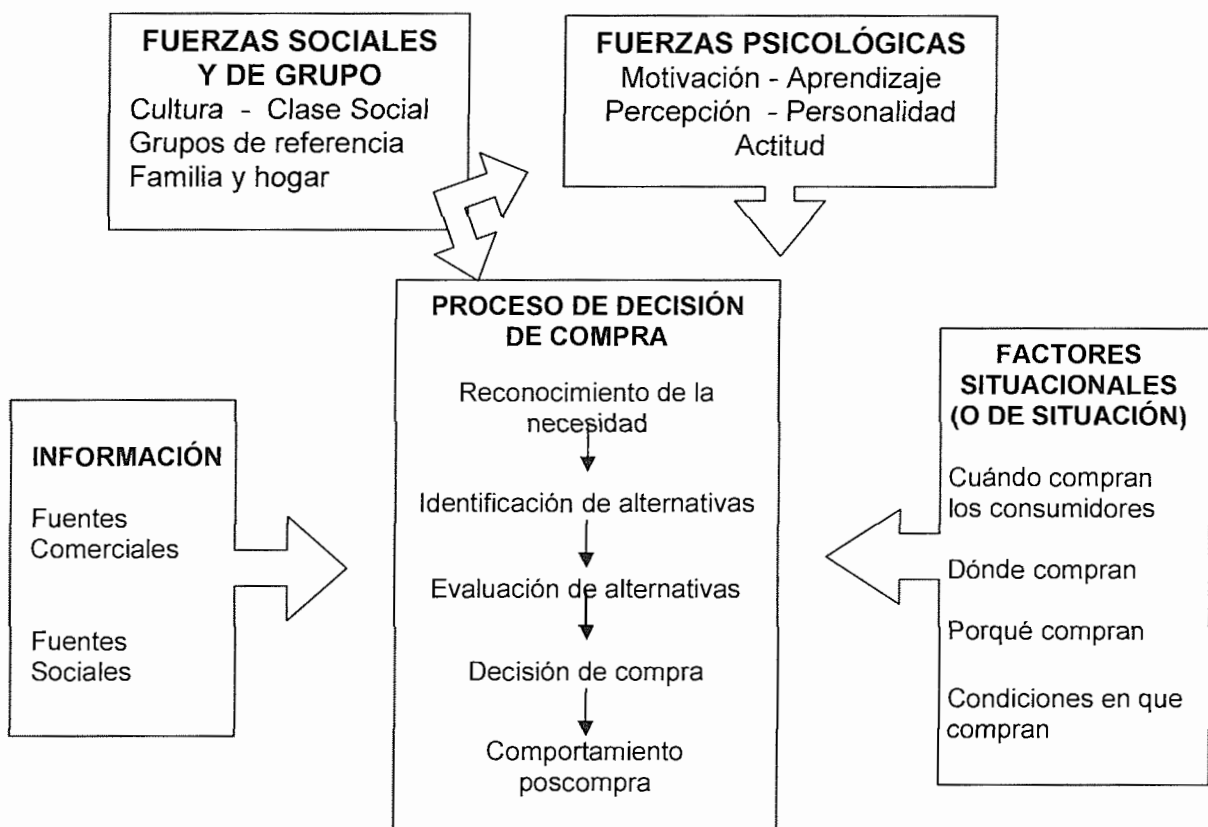 FUERZAS SOCIALES
Y DE GRUPO
Cultura - Clase Social
Grupos de referencia
Familia y hogar
FUERZAS PSICOLÓGICAS
Motivación - Aprendizaje
Percepción - Personalidad
Actitud
INFORMACIÓN
Fuentes
Comerciales
Fuentes
Sociales
PROCESO DE DECISIÓN
DE COMPRA
Reconocimiento de la
necesidad
Identificación de alternativas
Evaluación de alternativas
Decisión de compra
Comportamiento
poscompra
FACTORES
SITUACIONALES
(O DE SITUACIÓN)
Cuándo compran
los consumidores
Dónde compran
Porqué compran
Condiciones en que
compran